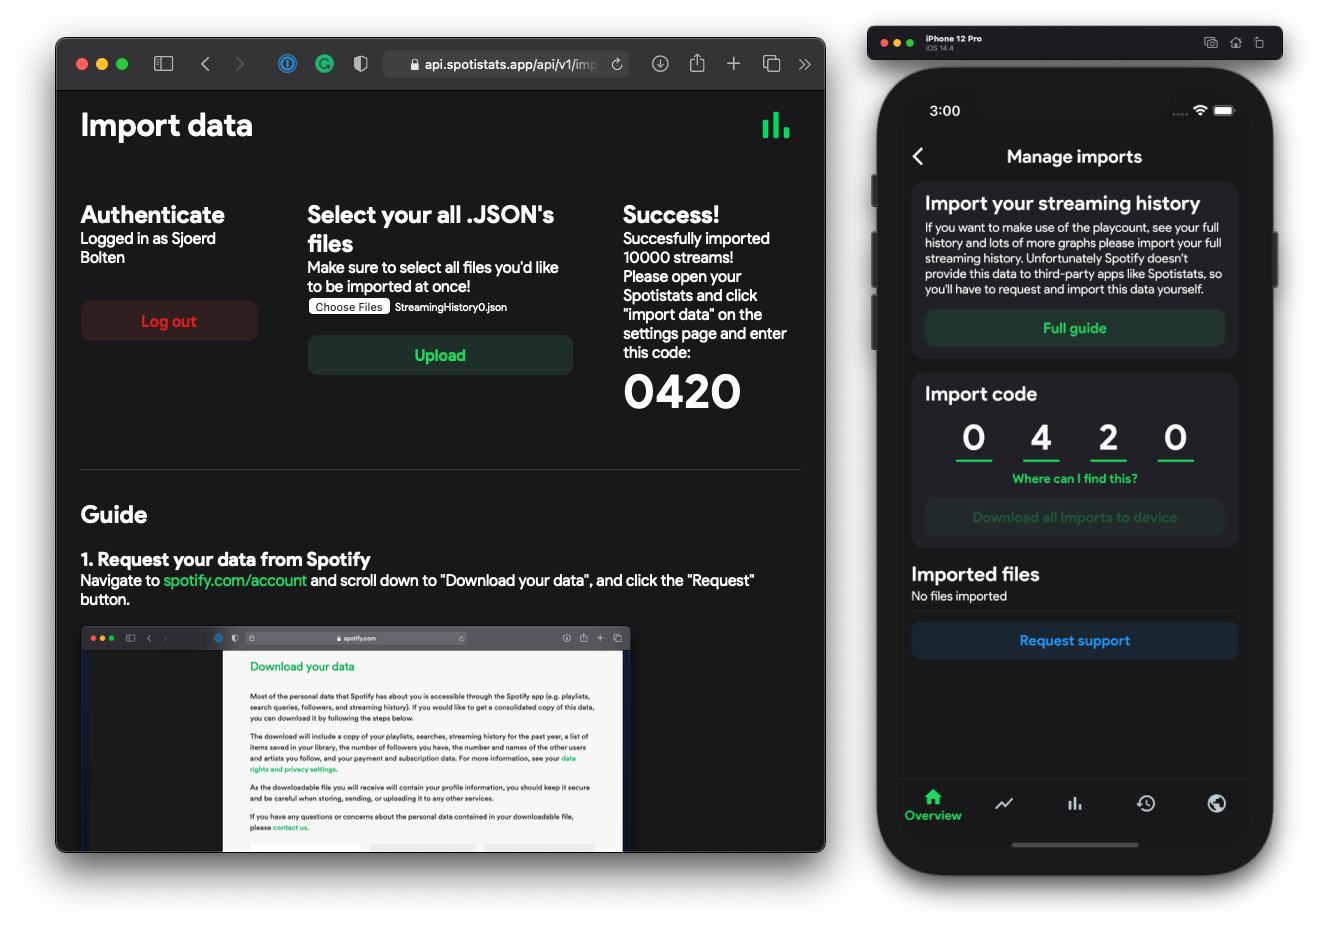 api.spotistats.app/api/v1/imp
Import data
Authenticate
Logged in as Sjoerd
Bolten
Log out
Select your all .JSON's
files
Make sure to select all files you'd like
to be imported at once!
Choose Files StreamingHistory0.json
Upload
Success!
Succesfully imported
10000 streams!
Please open your
Spotistats and click
"import data" on the
settings page and enter
this code:
0420
Guide
1. Request your data from Spotify
Navigate to spotify.com/account and scroll down to "Download your data", and click the "Request"
button.
spotify.com
Download your data
Most of the personal data that Spotify has about you is accessible through the Spotify app (e.g. playlists,
search queries, followers, and streaming history). If you would like to get a consolidated copy of this data,
you can download it by following the steps below.
The download will include a copy of your playlists, searches, streaming history for the past year, a list of
items saved in your library, the number of followers you have, the number and names of the other users
and artists you follow, and your payment and subscription data. For more information, see your data
rights and privacy settings.
As the downloadable file you will receive will contain your profile information, you should keep it secure
and be careful when storing, sending, or uploading it to any other services.
If you have any questions or concerns about the personal data contained in your downloadable file,
please contact us.
iPhone 12 Pro
iOS 14.4
3:00
Manage imports
Import your streaming history
If you want to make use of the playcount, see your full
history and lots of more graphs please import your full
streaming history. Unfortunately Spotify doesn't
provide this data to third-party apps like Spotistats, so
you'll have to request and import this data yourself.
Full guide
Import code
0 4 2 0
Where can I find this?
Download all imports to device
Imported files
No files imported
Request support
Overview